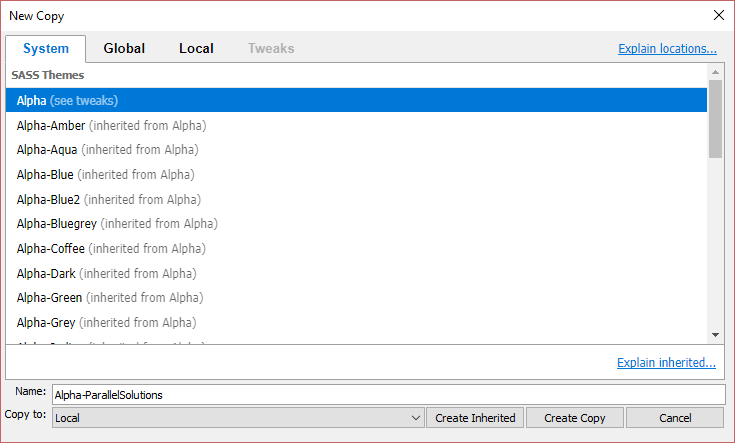 New Copy
System Global Local Tweaks Explain locations...
SASS Themes
Alpha (see tweaks)
Alpha-Amber (inherited from Alpha)
Alpha-Aqua (inherited from Alpha)
Alpha-Blue (inherited from Alpha)
Alpha-Blue2 (inherited from Alpha)
Alpha-Bluegrey (inherited from Alpha)
Alpha-Coffee (inherited from Alpha)
Alpha-Dark (inherited from Alpha)
Alpha-Green (inherited from Alpha)
Alpha-Grey (inherited from Alpha)
Explain inherited...
Name: Alpha-ParallelSolutions
Copy to: Local Create Inherited Create Copy Cancel